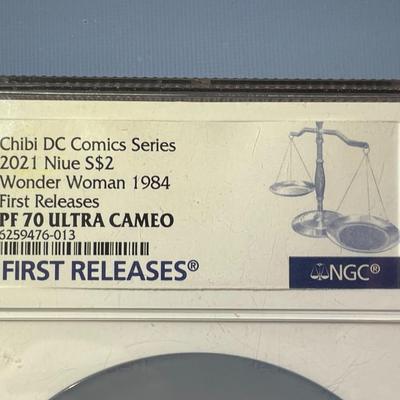 Chibi DC Comics Series
2021 Niue S$2
Wonder Woman 1984
First Releases
PF 70 ULTRA CAMEO
6259476-013
FIRST RELEASES®
NGC®